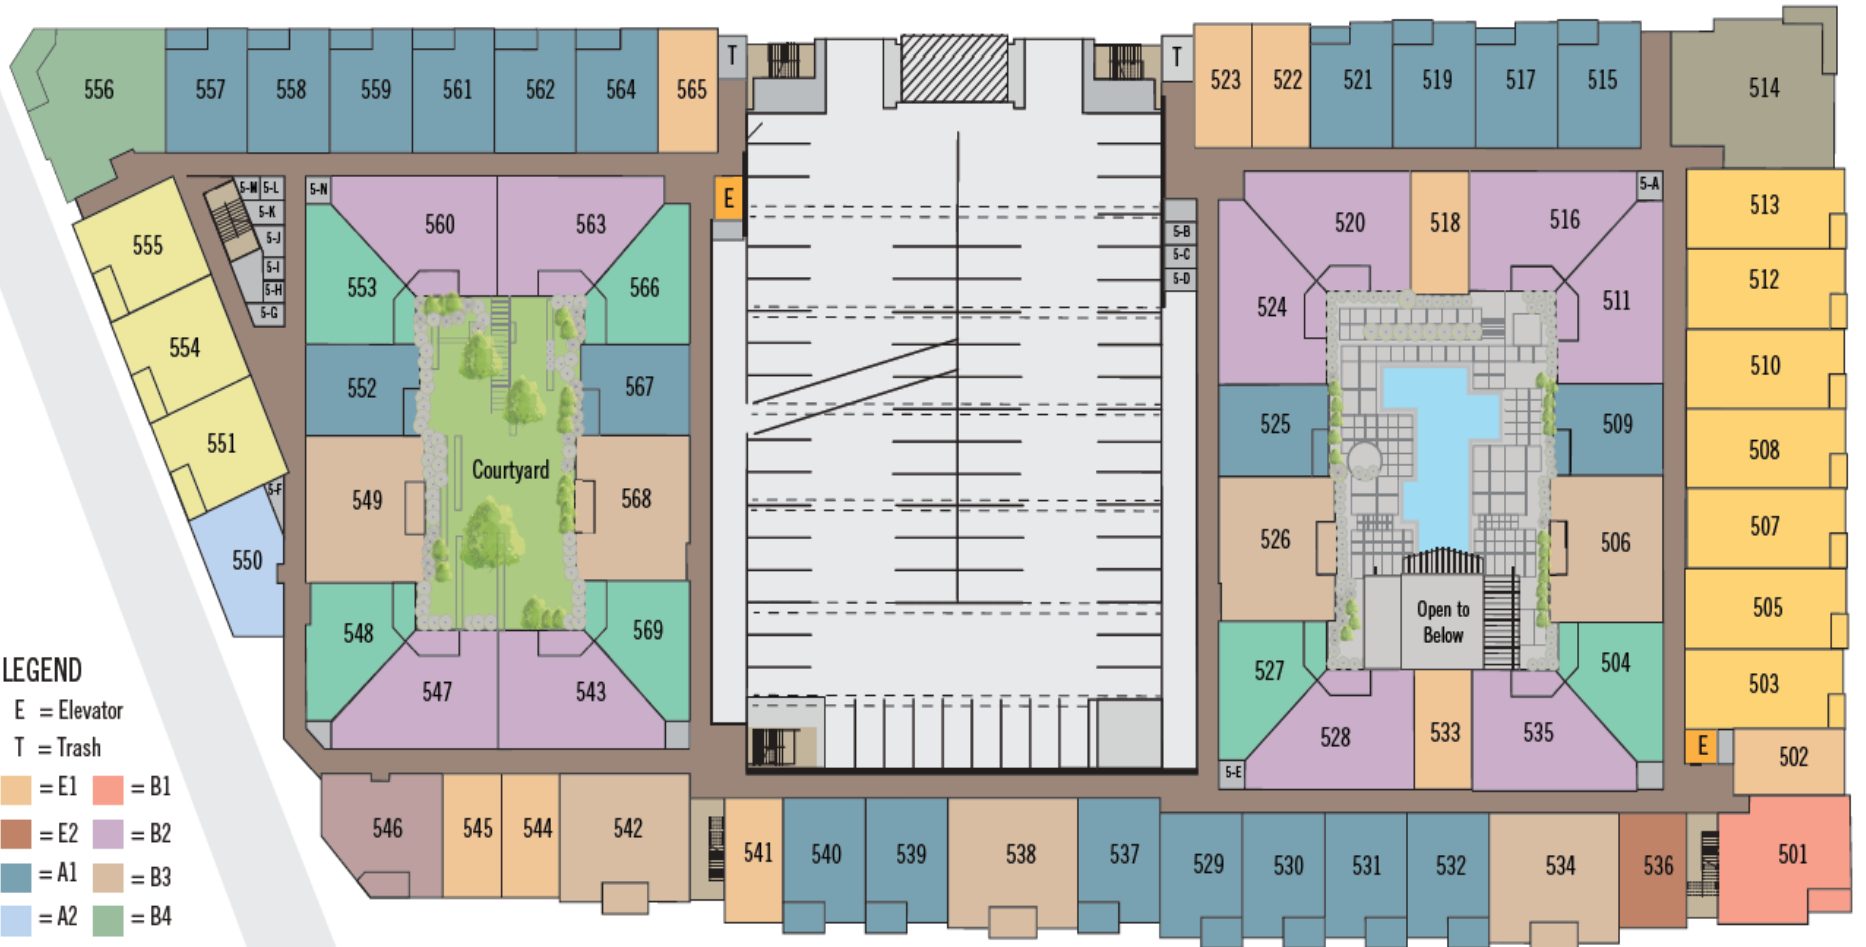 556
557
558
559
561
562
564
565
T
T
523
522
521
519
517
515
514
5-M
5-L
5-K
5-J
5-I
5-H
5-G
5-N
560
563
E
5-B
5-C
5-D
520
518
516
5-A
513
555
553
566
524
511
512
554
552
567
525
509
510
551
5-F
Courtyard
549
568
526
506
508
507
550
548
569
Open to
Below
527
504
505
547
543
528
533
535
503
5-E
E
502
546
545
544
542
541
540
539
538
537
529
530
531
532
534
536
501
LEGEND
E = Elevator
T = Trash
= E1
= B1
= E2
= B2
= A1
= B3
= A2
= B4